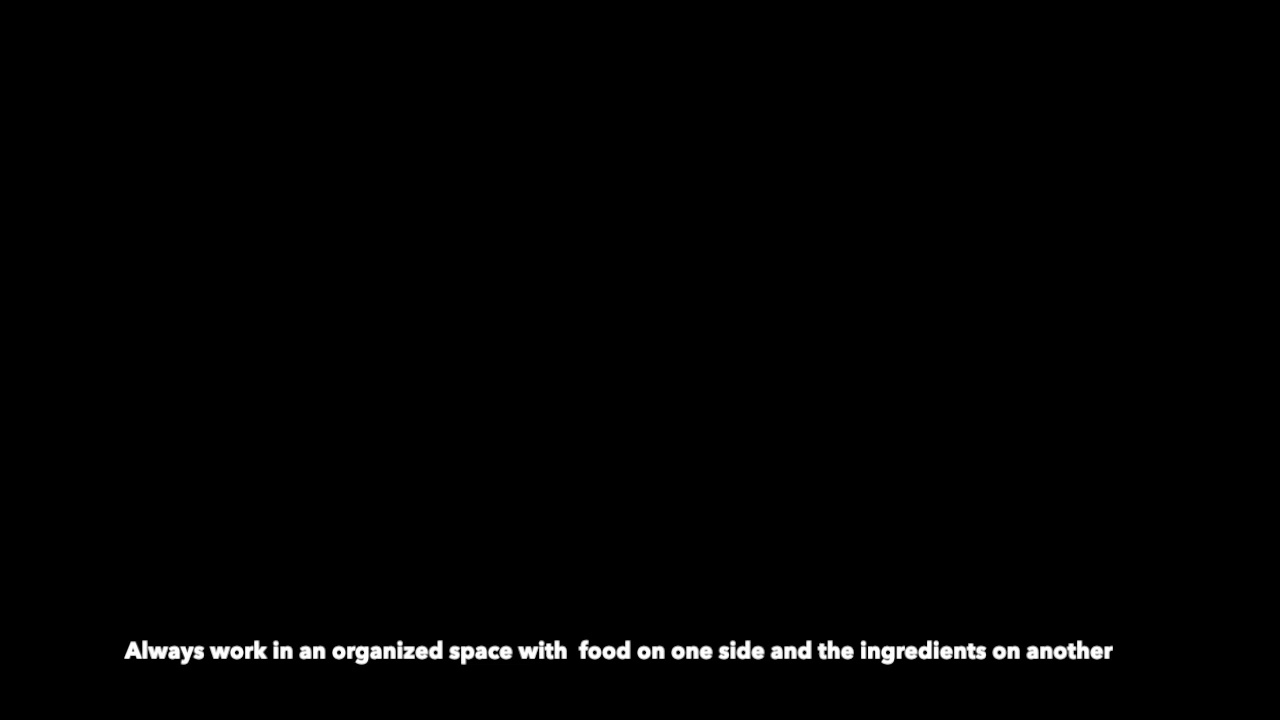 Always work in an organized space with  food on one side and the ingredients on another